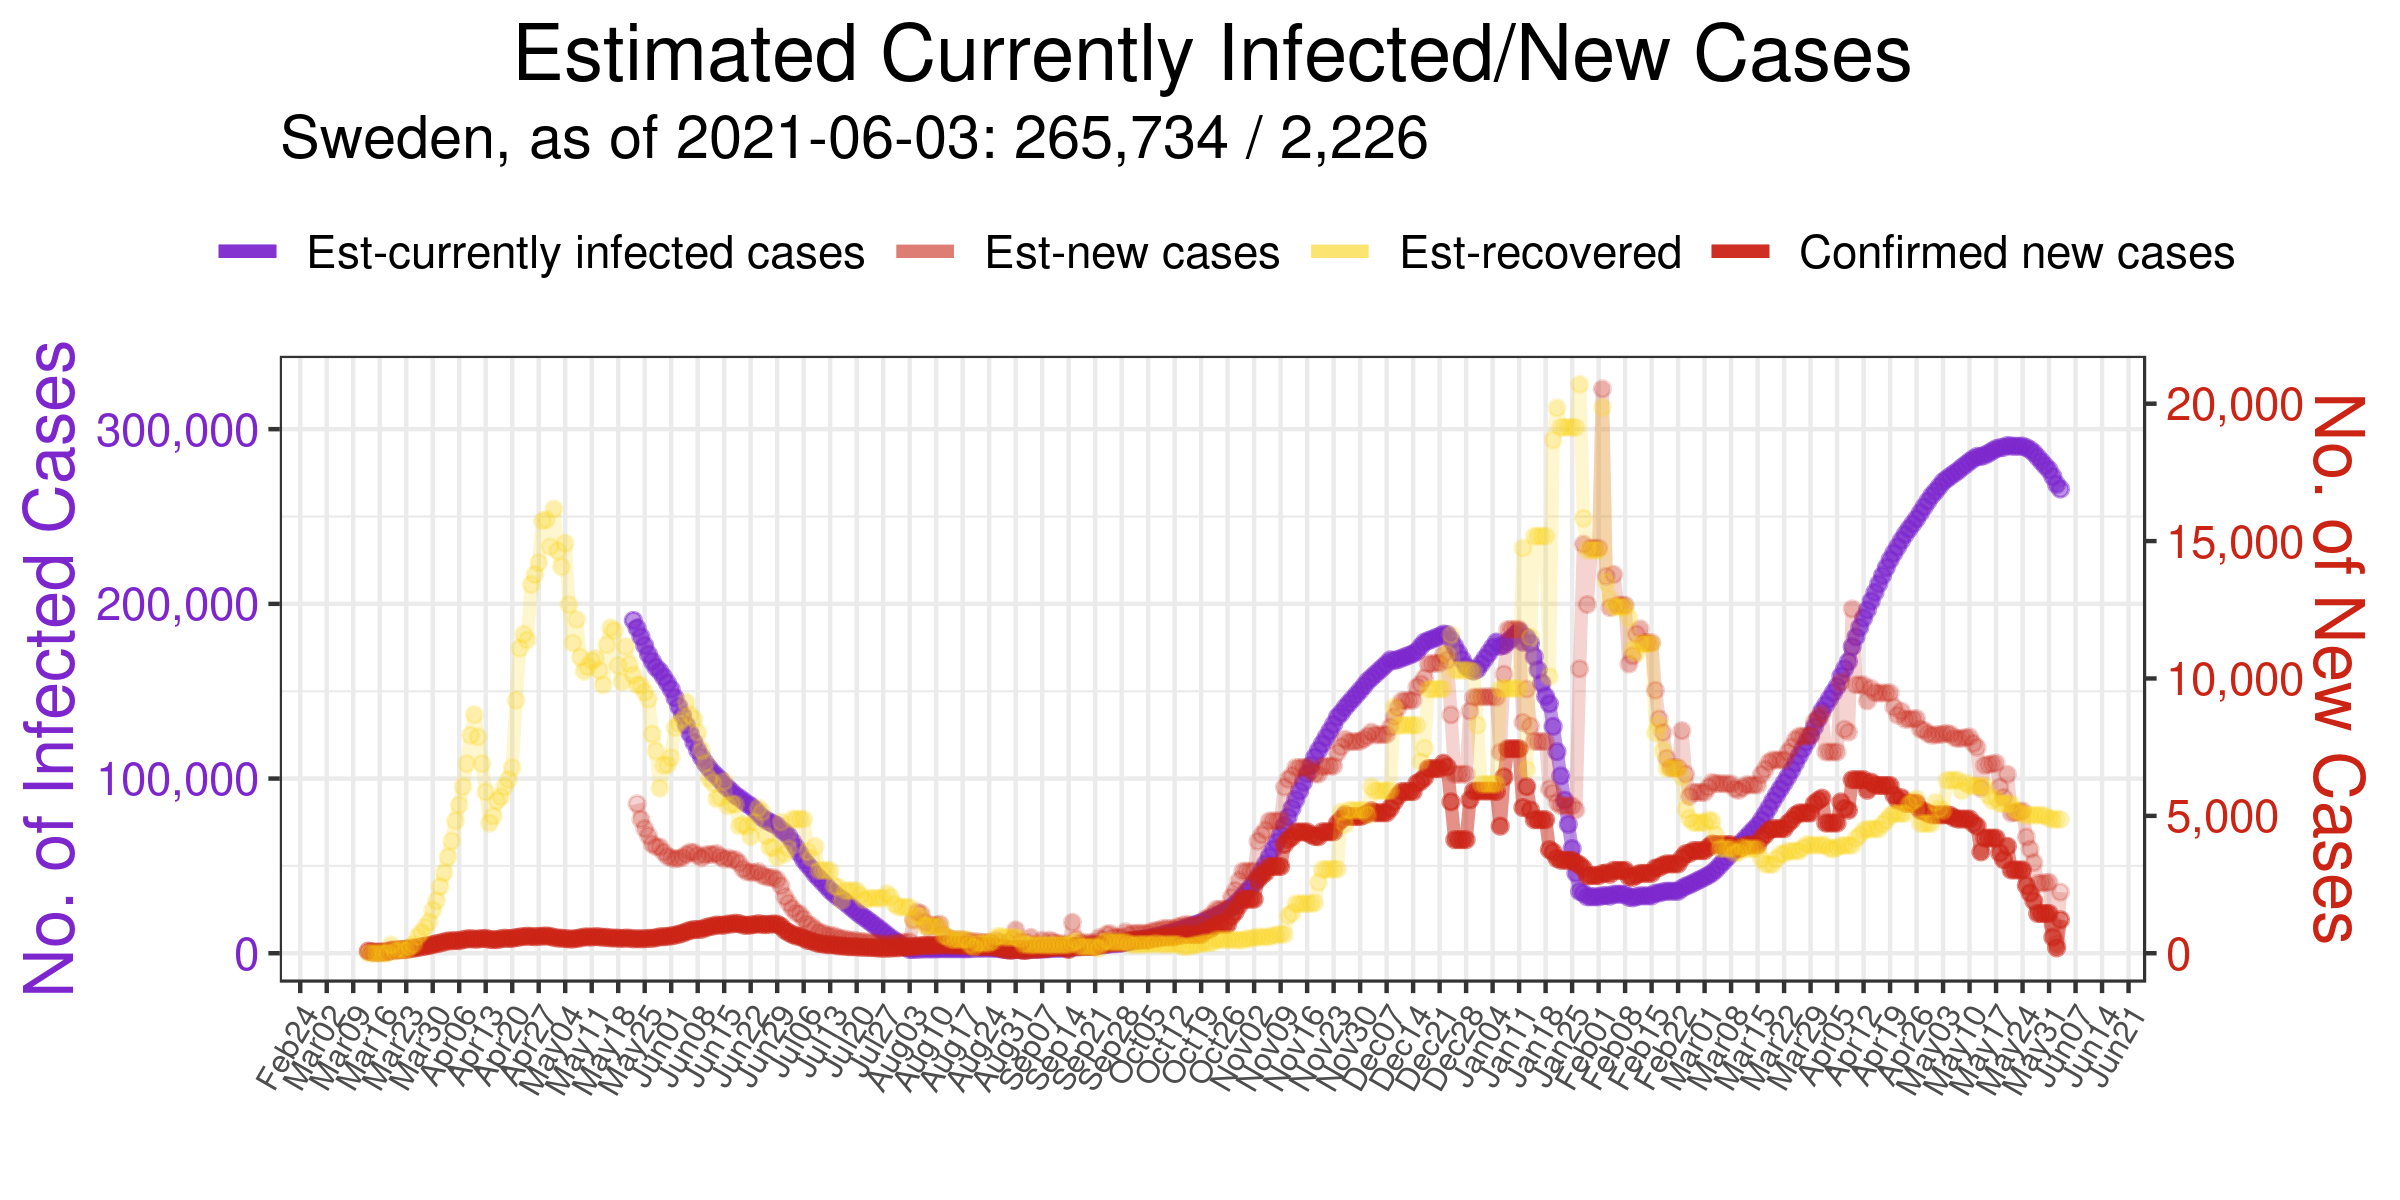 Estimated Currently Infected/New Cases
Sweden, as of 2021-06-03: 265,734 / 2,226
Est-currently infected cases Est-new cases Est-recovered Confirmed new cases
No. of Infected Cases
300,000
200,000
100,000
0
20,000
15,000
10,000
5,000
0
No. of New Cases
Feb24 Mar02 Mar09 Mar16 Mar23 Mar30 Apr06 Apr13 Apr20 Apr27 May04 May11 May18 May25 Jun01 Jun08 Jun15 Jun22 Jun29 Jul06 Jul13 Jul20 Jul27 Aug03 Aug10 Aug17 Aug24 Aug31 Sep07 Sep14 Sep21 Sep28 Oct05 Oct12 Oct19 Oct26 Nov02 Nov09 Nov16 Nov23 Nov30 Dec07 Dec14 Dec21 Dec28 Jan04 Jan11 Jan18 Jan25 Feb01 Feb08 Feb15 Feb22 Mar01 Mar08 Mar15 Mar22 Mar29 Apr05 Apr12 Apr19 Apr26 May03 May10 May17 May24 May31 Jun07 Jun14 Jun21